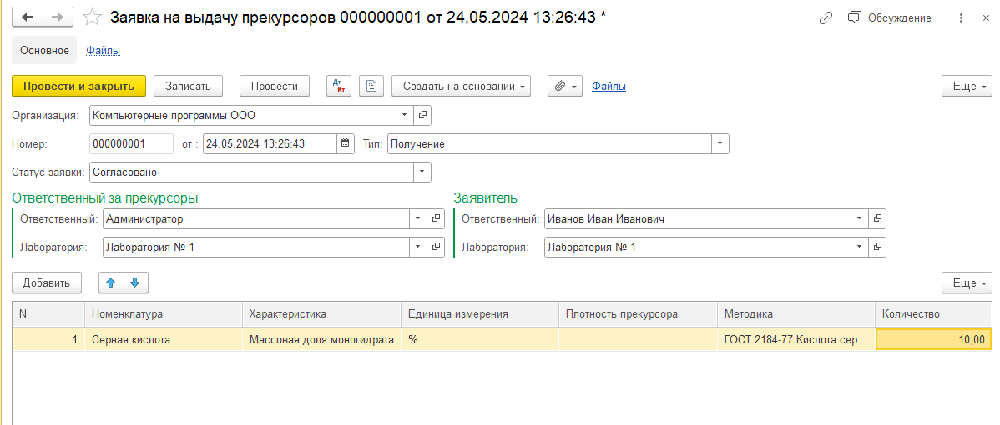 Заявка на выдачу прекурсоров 000000001 от 24.05.2024 13:26:43 *
Обсуждение
Основное Файлы
Провести и закрыть Записать Провести Дт Кт Создать на основании Файлы Еще
Организация: Компьютерные программы ООО
Номер: 000000001 от : 24.05.2024 13:26:43 Тип: Получение
Статус заявки: Согласовано
Ответственный за прекурсоры Заявитель
Ответственный: Администратор Ответственный: Иванов Иван Иванович
Лаборатория: Лаборатория № 1 Лаборатория: Лаборатория № 1
Добавить Еще
N Номенклатура Характеристика Единица измерения Плотность прекурсора Методика Количество
1 Серная кислота Массовая доля моногидрата % ГОСТ 2184-77 Кислота сер... 10,00